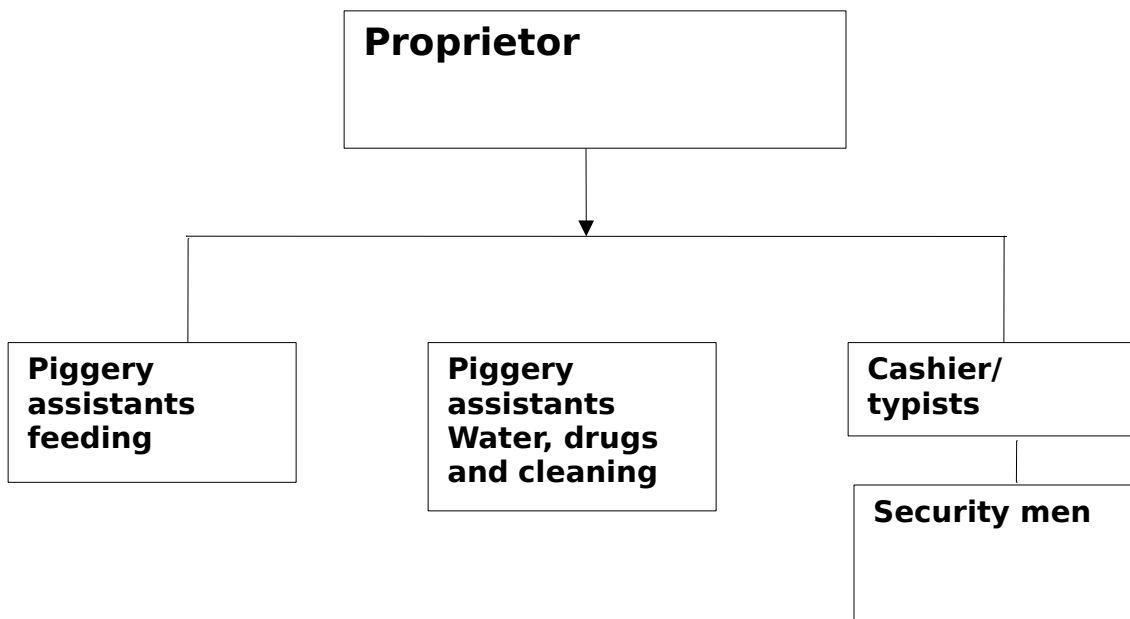 Proprietor
Piggery
assistants
feeding
Piggery
assistants
Water, drugs
and cleaning
Cashier/
typists
Security men